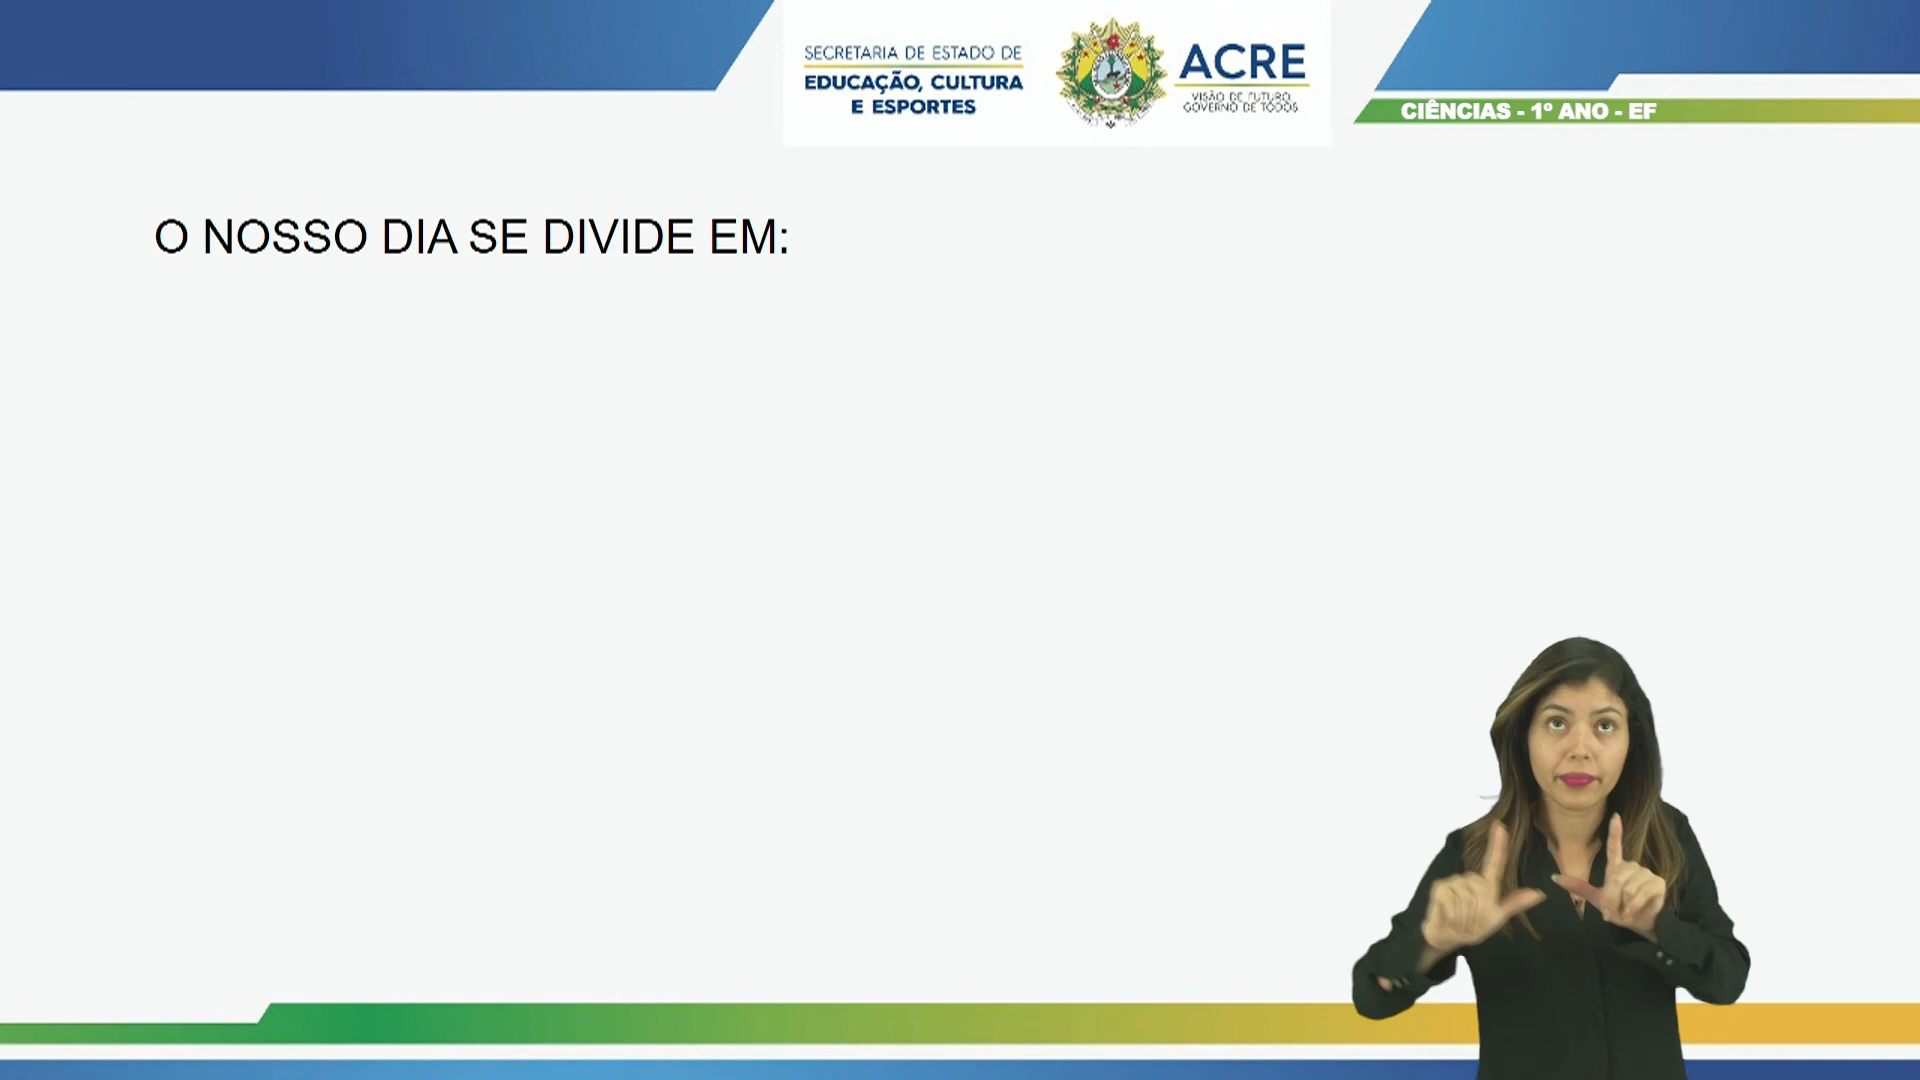 SECRETARIA DE ESTADO DE
EDUCAÇÃO, CULTURA
E ESPORTES
ACRE
VISÃO DE FUTURO,
GOVERNO DE TODOS
CIÊNCIAS - 1º ANO - EF
O NOSSO DIA SE DIVIDE EM: